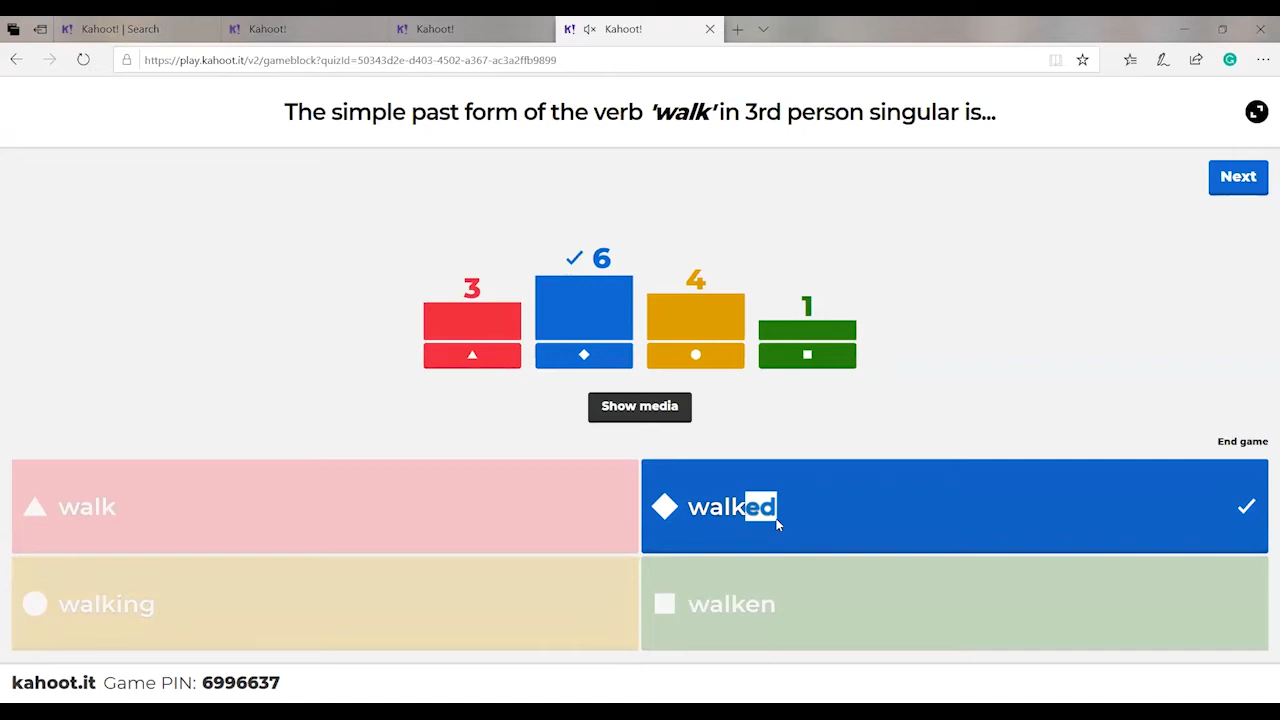 K! Kahoot! | Search
K! Kahoot!
K! Kahoot!
K! Kahoot!
https://play.kahoot.it/v2/gameblock?quizId=50343d2e-d403-4502-a367-ac3a2ffb9899
The simple past form of the verb 'walk' in 3rd person singular is...
Next
3
6
4
1
Show media
End game
walk
walked
walking
walken
kahoot.it Game PIN: 6996637